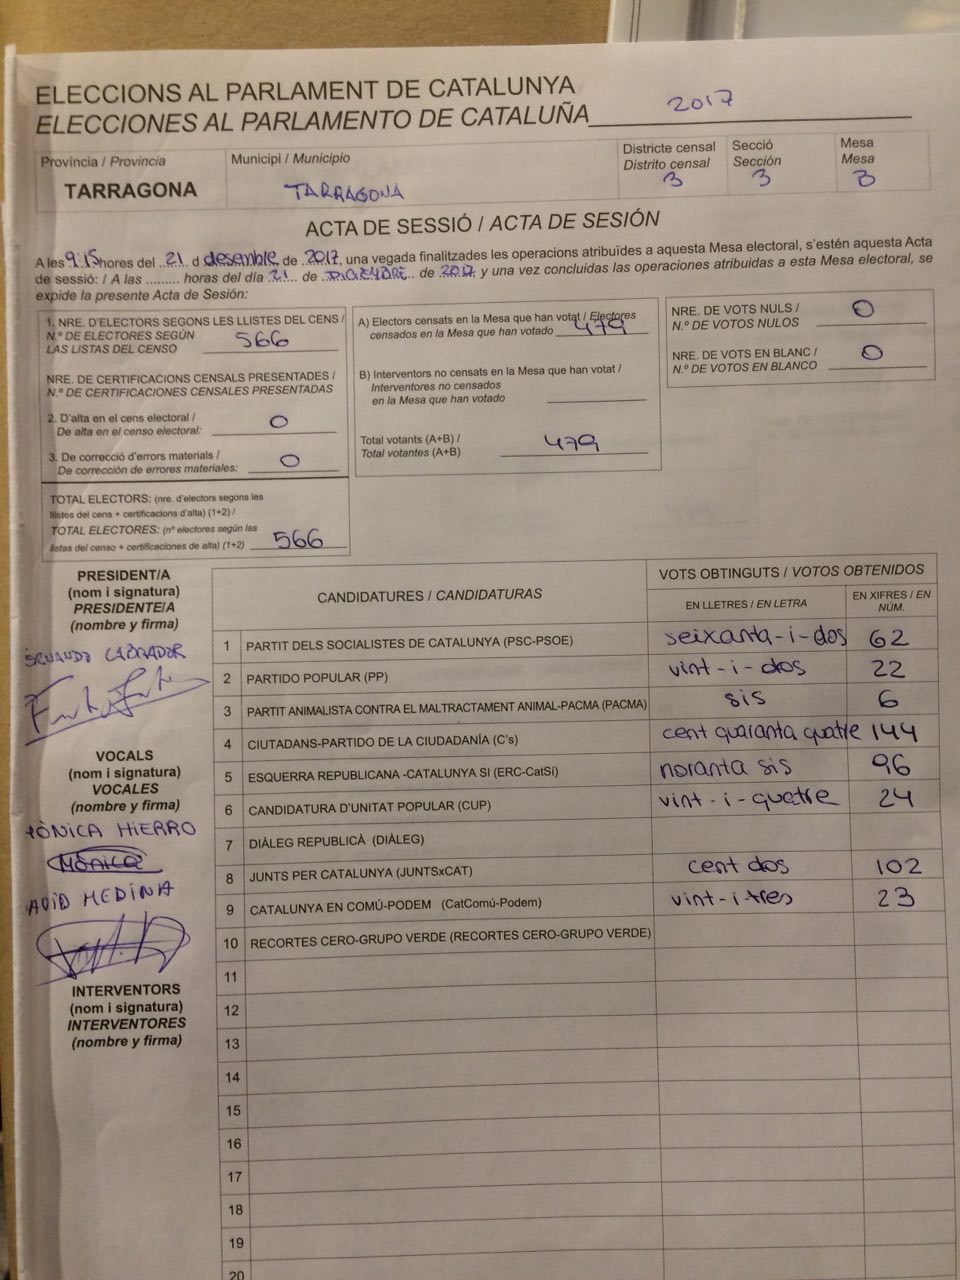 ELECCIONS AL PARLAMENT DE CATALUNYA
ELECCIONES AL PARLAMENTO DE CATALUÑA 2017
Provincia / Provincia
TARRAGONA
Municipi / Municipio
TARRAGONA
Districte censal
Distrito censal
3
Secció
Sección
3
Mesa
Mesa
B
ACTA DE SESSIÓ / ACTA DE SESIÓN
A les 9:15 hores del 21 d desembre de 2017, una vegada finalitzades les operacions atribuïdes a aquesta Mesa electoral, s'estén aquesta Acta
de sessió: / A las ......... horas del día 21 de DICIEMBRE de 2017 y una vez concluidas las operaciones atribuidas a esta Mesa electoral, se
expide la presente Acta de Sesión:
1. NRE. D'ELECTORS SEGONS LES LLISTES DEL CENS /
N.º DE ELECTORES SEGÚN
LAS LISTAS DEL CENSO 566
NRE. DE CERTIFICACIONS CENSALS PRESENTADES /
N.º DE CERTIFICACIONES CENSALES PRESENTADAS
2. D'alta en el cens electoral /
De alta en el censo electoral: 0
3. De correcció d'errors materials /
De corrección de errores materiales: 0
TOTAL ELECTORS: (nre. d'electors segons les
llistes del cens + certificacions d'alta) (1+2) /
TOTAL ELECTORES: (nº electores según las
listas del censo + certificaciones de alta) (1+2) 566
A) Electors censats en la Mesa que han votat / Electores
censados en la Mesa que han votado 479
B) Interventors no censats en la Mesa que han votat /
Interventores no censados
en la Mesa que han votado
Total votants (A+B) /
Total votantes (A+B) 479
NRE. DE VOTS NULS /
N.º DE VOTOS NULOS 0
NRE. DE VOTS EN BLANC /
N.º DE VOTOS EN BLANCO 0
PRESIDENT/A
(nom i signatura)
PRESIDENTE/A
(nombre y firma)
LABRADOR
VOCALS
(nom i signatura)
VOCALES
(nombre y firma)
HIERRO
MEDINA
INTERVENTORS
(nom i signatura)
INTERVENTORES
(nombre y firma)
CANDIDATURES / CANDIDATURAS
VOTS OBTINGUTS / VOTOS OBTENIDOS
EN LLETRES / EN LETRA
EN XIFRES / EN NÚM.
1 PARTIT DELS SOCIALISTES DE CATALUNYA (PSC-PSOE) seixanta-i-dos 62
2 PARTIDO POPULAR (PP) vint-i-dos 22
3 PARTIT ANIMALISTA CONTRA EL MALTRACTAMENT ANIMAL-PACMA (PACMA) sis 6
4 CIUTADANS-PARTIDO DE LA CIUDADANÍA (C's) cent quaranta quatre 144
5 ESQUERRA REPUBLICANA -CATALUNYA SI (ERC-CatSí) noranta sis 96
6 CANDIDATURA D'UNITAT POPULAR (CUP) vint-i-quatre 24
7 DIÀLEG REPUBLICÀ (DIÀLEG)
8 JUNTS PER CATALUNYA (JUNTSxCAT) cent dos 102
9 CATALUNYA EN COMÚ-PODEM (CatComú-Podem) vint-i-tres 23
10 RECORTES CERO-GRUPO VERDE (RECORTES CERO-GRUPO VERDE)
11
12
13
14
15
16
17
18
19
20